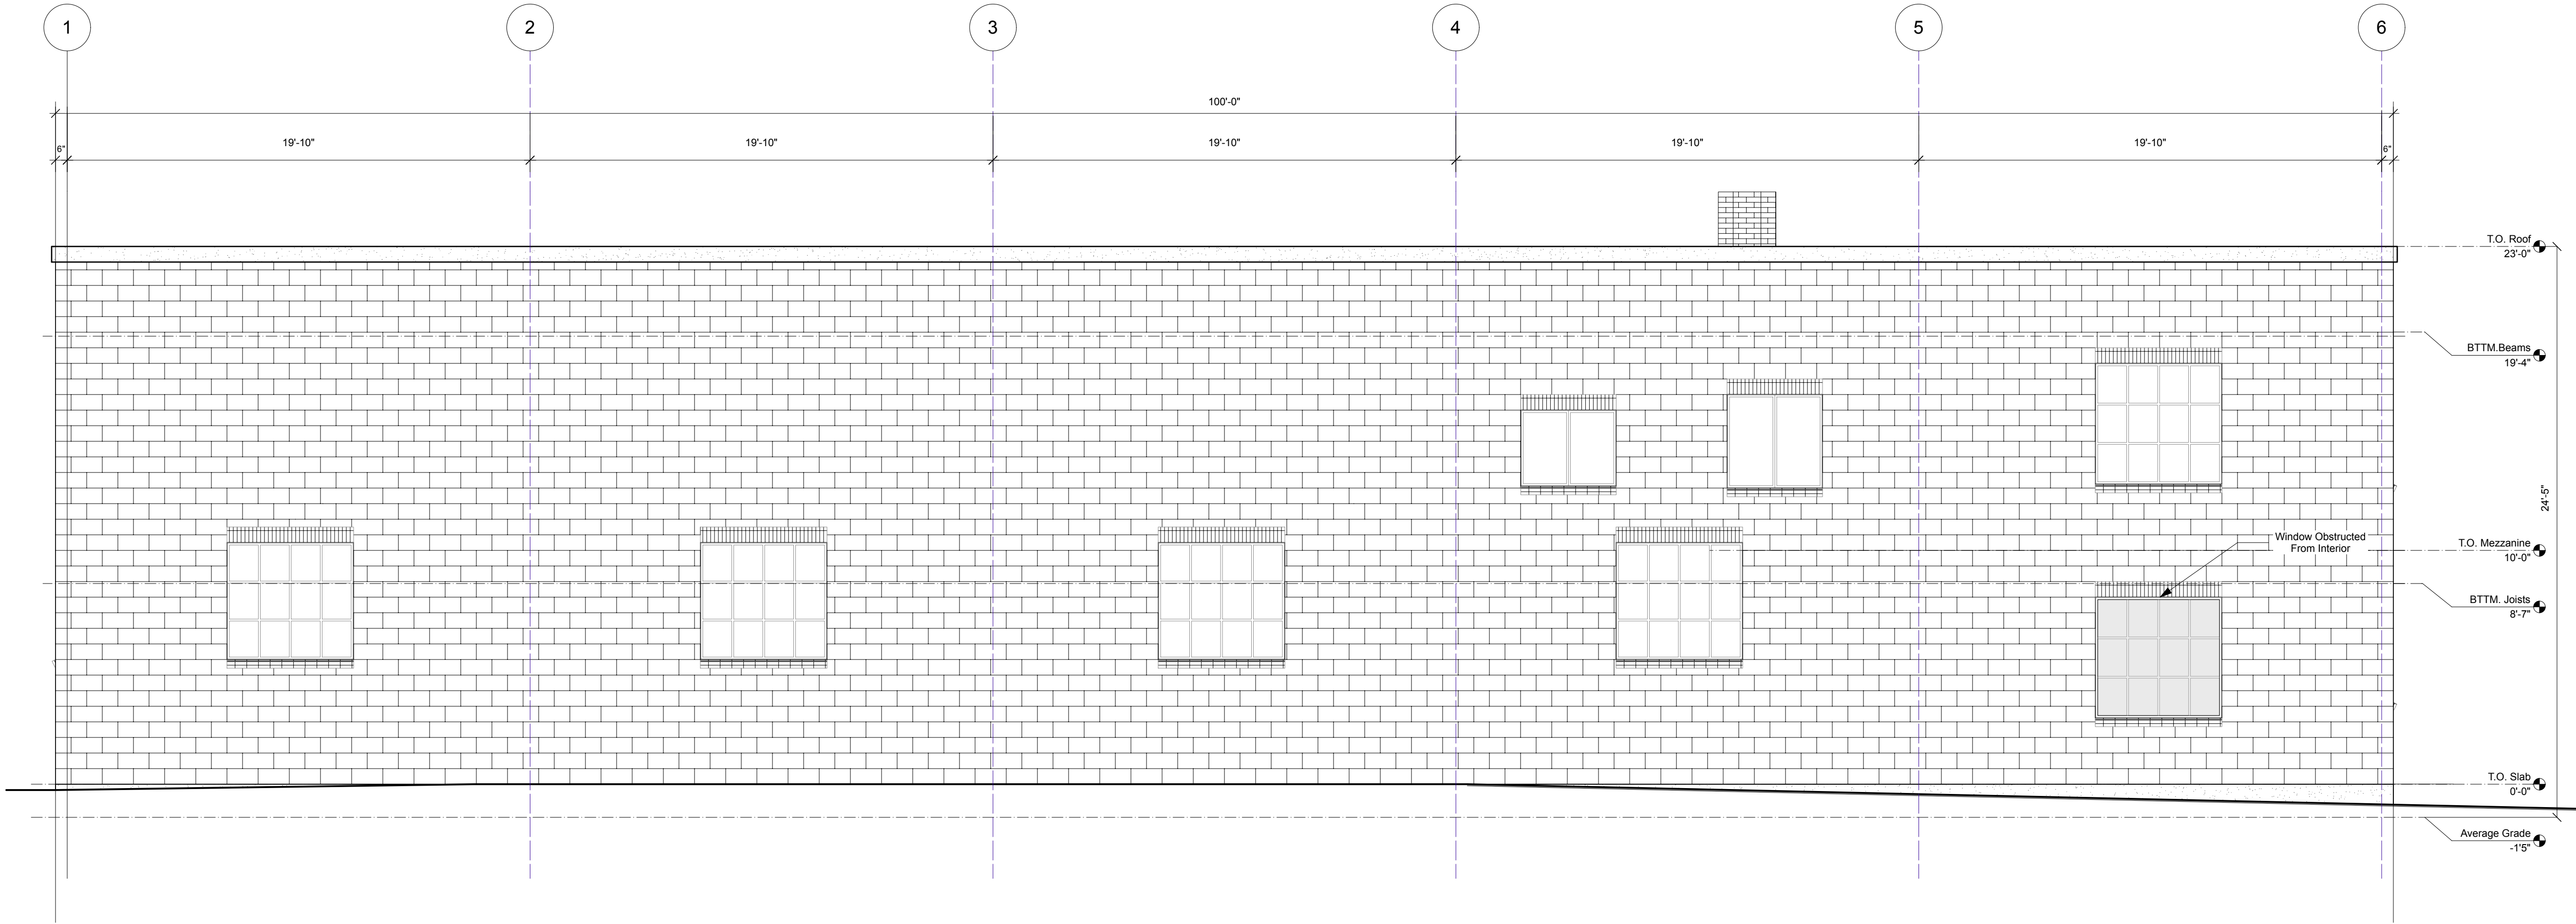 1
2
3
4
5
6
100'-0"
6"
19'-10"
19'-10"
19'-10"
19'-10"
19'-10"
6"
T.O. Roof
23'-0"
BTTM.Beams
19'-4"
24'-5"
Window Obstructed
From Interior
T.O. Mezzanine
10'-0"
BTTM. Joists
8'-7"
T.O. Slab
0'-0"
Average Grade
-1'5"